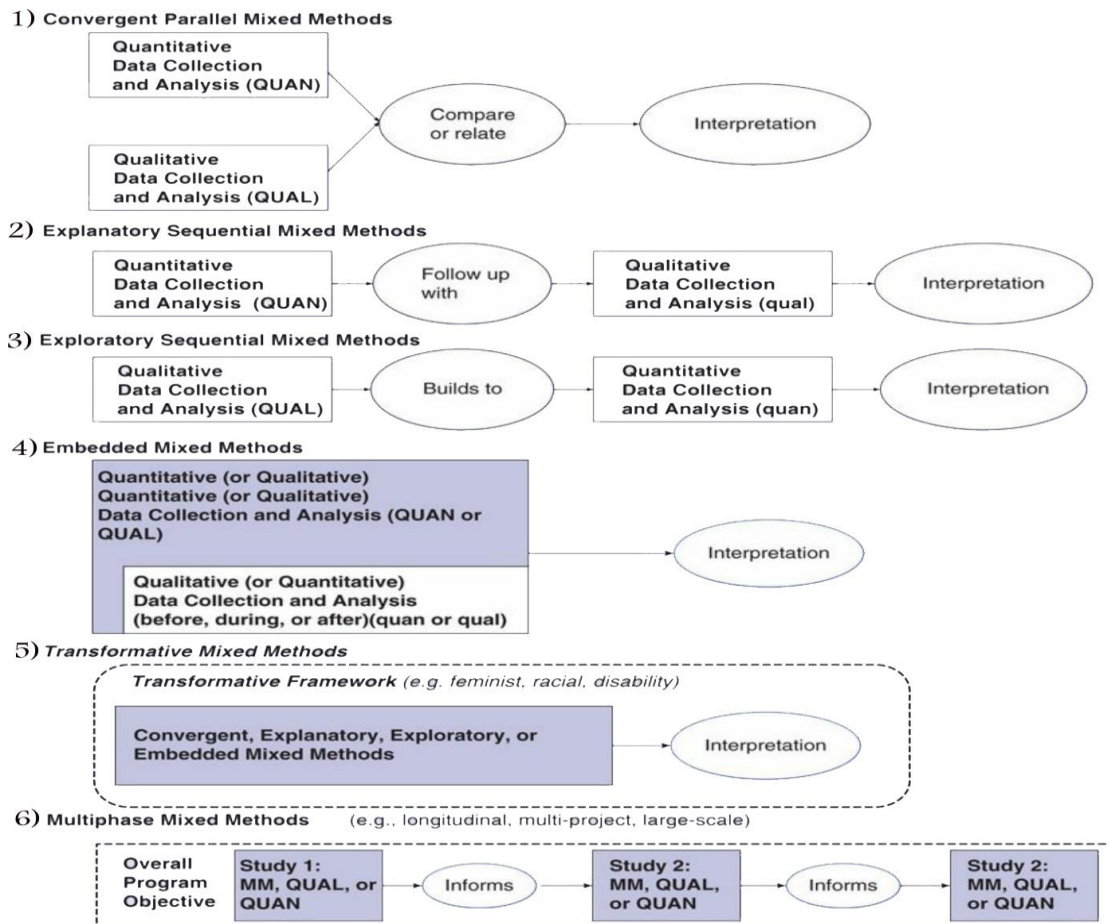 1) Convergent Parallel Mixed Methods
Quantitative
Data Collection
and Analysis (QUAN)
Qualitative
Data Collection
and Analysis (QUAL)
Compare
or relate
Interpretation
2) Explanatory Sequential Mixed Methods
Quantitative
Data Collection
and Analysis (QUAN)
Follow up
with
Qualitative
Data Collection
and Analysis (qual)
Interpretation
3) Exploratory Sequential Mixed Methods
Qualitative
Data Collection
and Analysis (QUAL)
Builds to
Quantitative
Data Collection
and Analysis (quan)
Interpretation
4) Embedded Mixed Methods
Quantitative (or Qualitative)
Quantitative (or Qualitative)
Data Collection and Analysis (QUAN or
QUAL)
Qualitative (or Quantitative)
Data Collection and Analysis
(before, during, or after)(quan or qual)
Interpretation
5) Transformative Mixed Methods
Transformative Framework (e.g. feminist, racial, disability)
Convergent, Explanatory, Exploratory, or
Embedded Mixed Methods
Interpretation
6) Multiphase Mixed Methods (e.g., longitudinal, multi-project, large-scale)
Overall
Program
Objective
Study 1:
MM, QUAL, or
QUAN
Informs
Study 2:
MM, QUAL,
or QUAN
Informs
Study 2:
MM, QUAL,
or QUAN